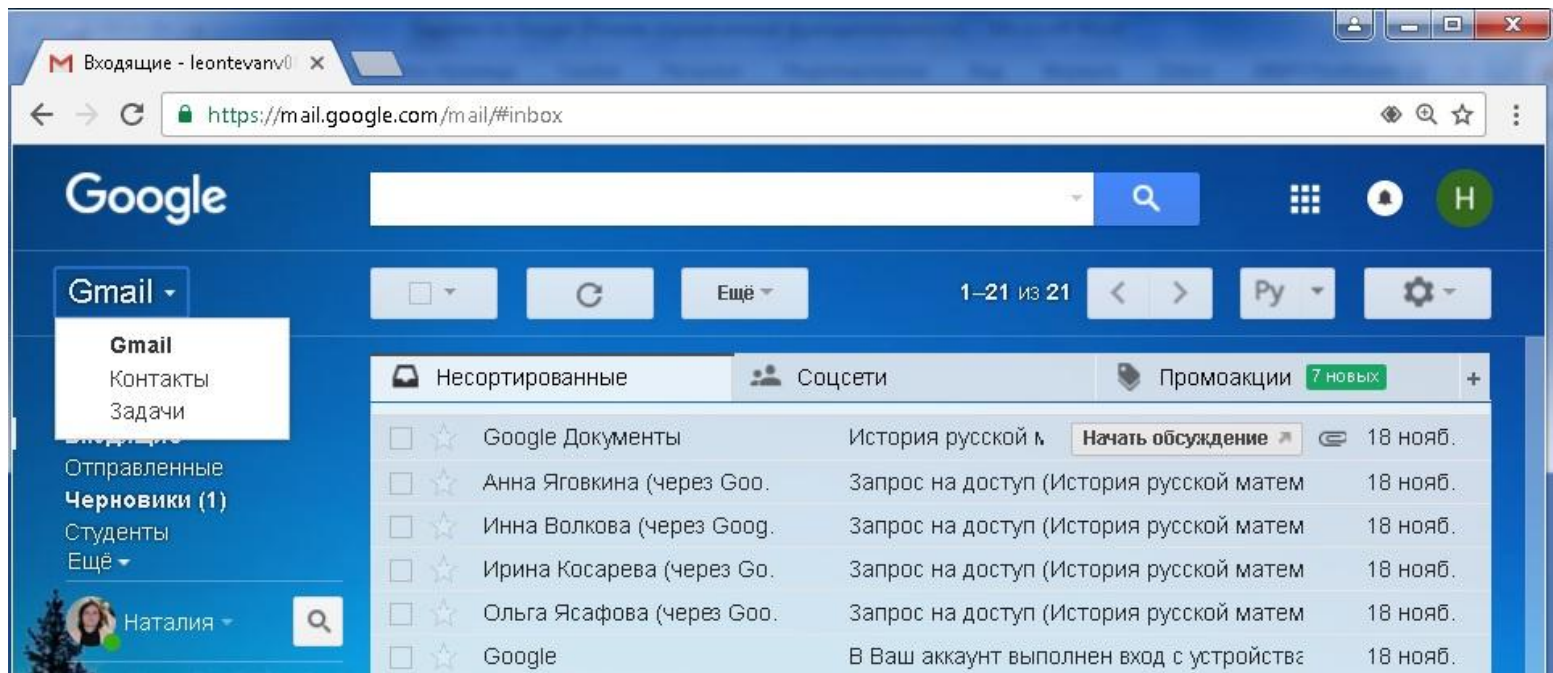 Входящие - leontevanv0
https://mail.google.com/mail/#inbox
Google
Н
Gmail
Ещё
1–21 из 21
Ру
Gmail
Контакты
Задачи
Несортированные
Соцсети
Промоакции 7 новых +
Входящие
Отправленные
Черновики (1)
Студенты
Ещё
Наталия
Google Документы История русской м Начать обсуждение 18 нояб.
Анна Яговкина (через Goo. Запрос на доступ (История русской матем 18 нояб.
Инна Волкова (через Goog. Запрос на доступ (История русской матем 18 нояб.
Ирина Косарева (через Go. Запрос на доступ (История русской матем 18 нояб.
Ольга Ясафова (через Goo. Запрос на доступ (История русской матем 18 нояб.
Google В Ваш аккаунт выполнен вход с устройства 18 нояб.